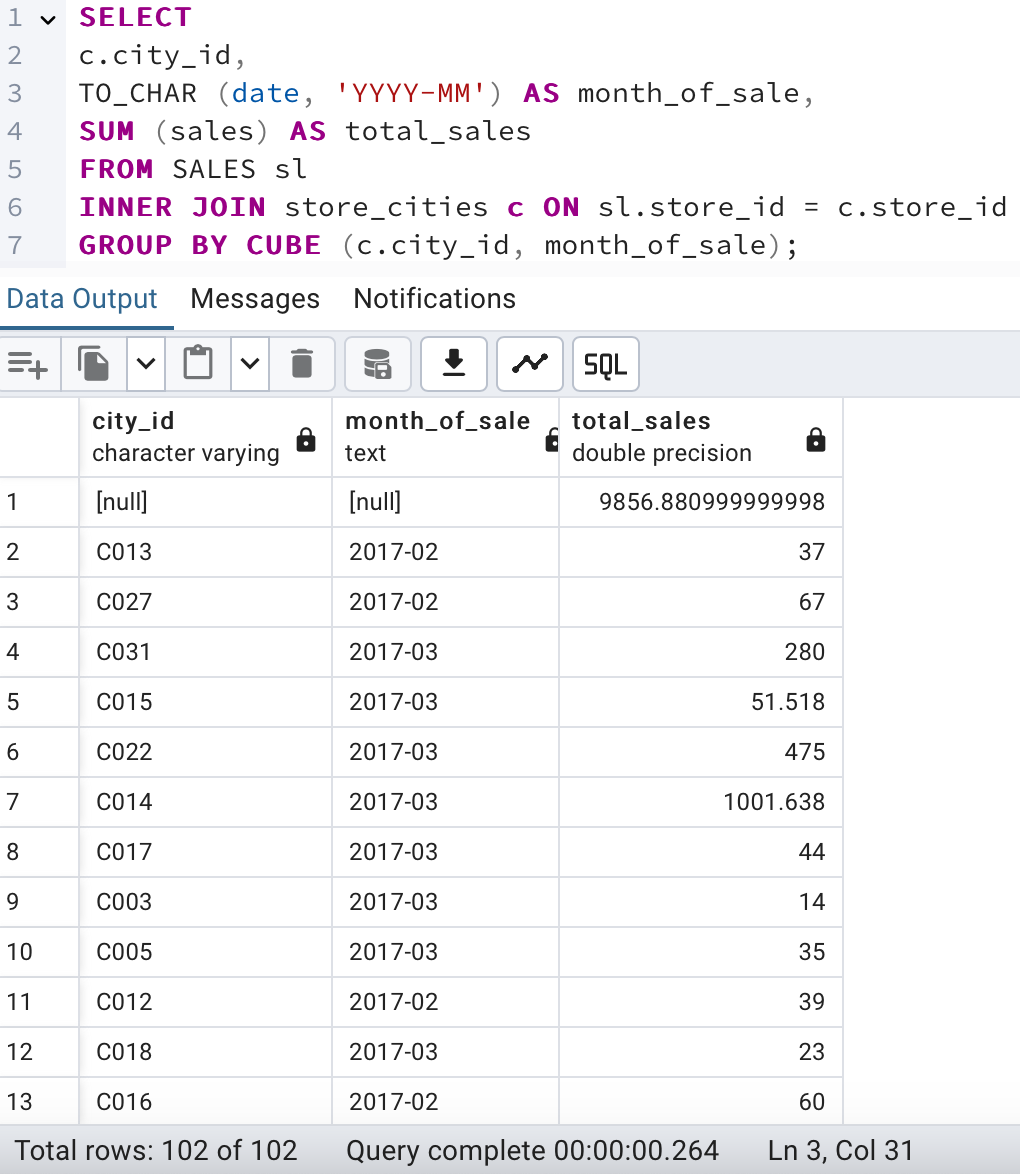 1 SELECT
2 c.city_id,
3 TO_CHAR (date, 'YYYY-MM') AS month_of_sale,
4 SUM (sales) AS total_sales
5 FROM SALES sl
6 INNER JOIN store_cities c ON sl.store_id = c.store_id
7 GROUP BY CUBE (c.city_id, month_of_sale);
Data Output Messages Notifications
SQL
city_id month_of_sale total_sales
character varying text double precision
1 [null] [null] 9856.880999999998
2 C013 2017-02 37
3 C027 2017-02 67
4 C031 2017-03 280
5 C015 2017-03 51.518
6 C022 2017-03 475
7 C014 2017-03 1001.638
8 C017 2017-03 44
9 C003 2017-03 14
10 C005 2017-03 35
11 C012 2017-02 39
12 C018 2017-03 23
13 C016 2017-02 60
Total rows: 102 of 102 Query complete 00:00:00.264 Ln 3, Col 31